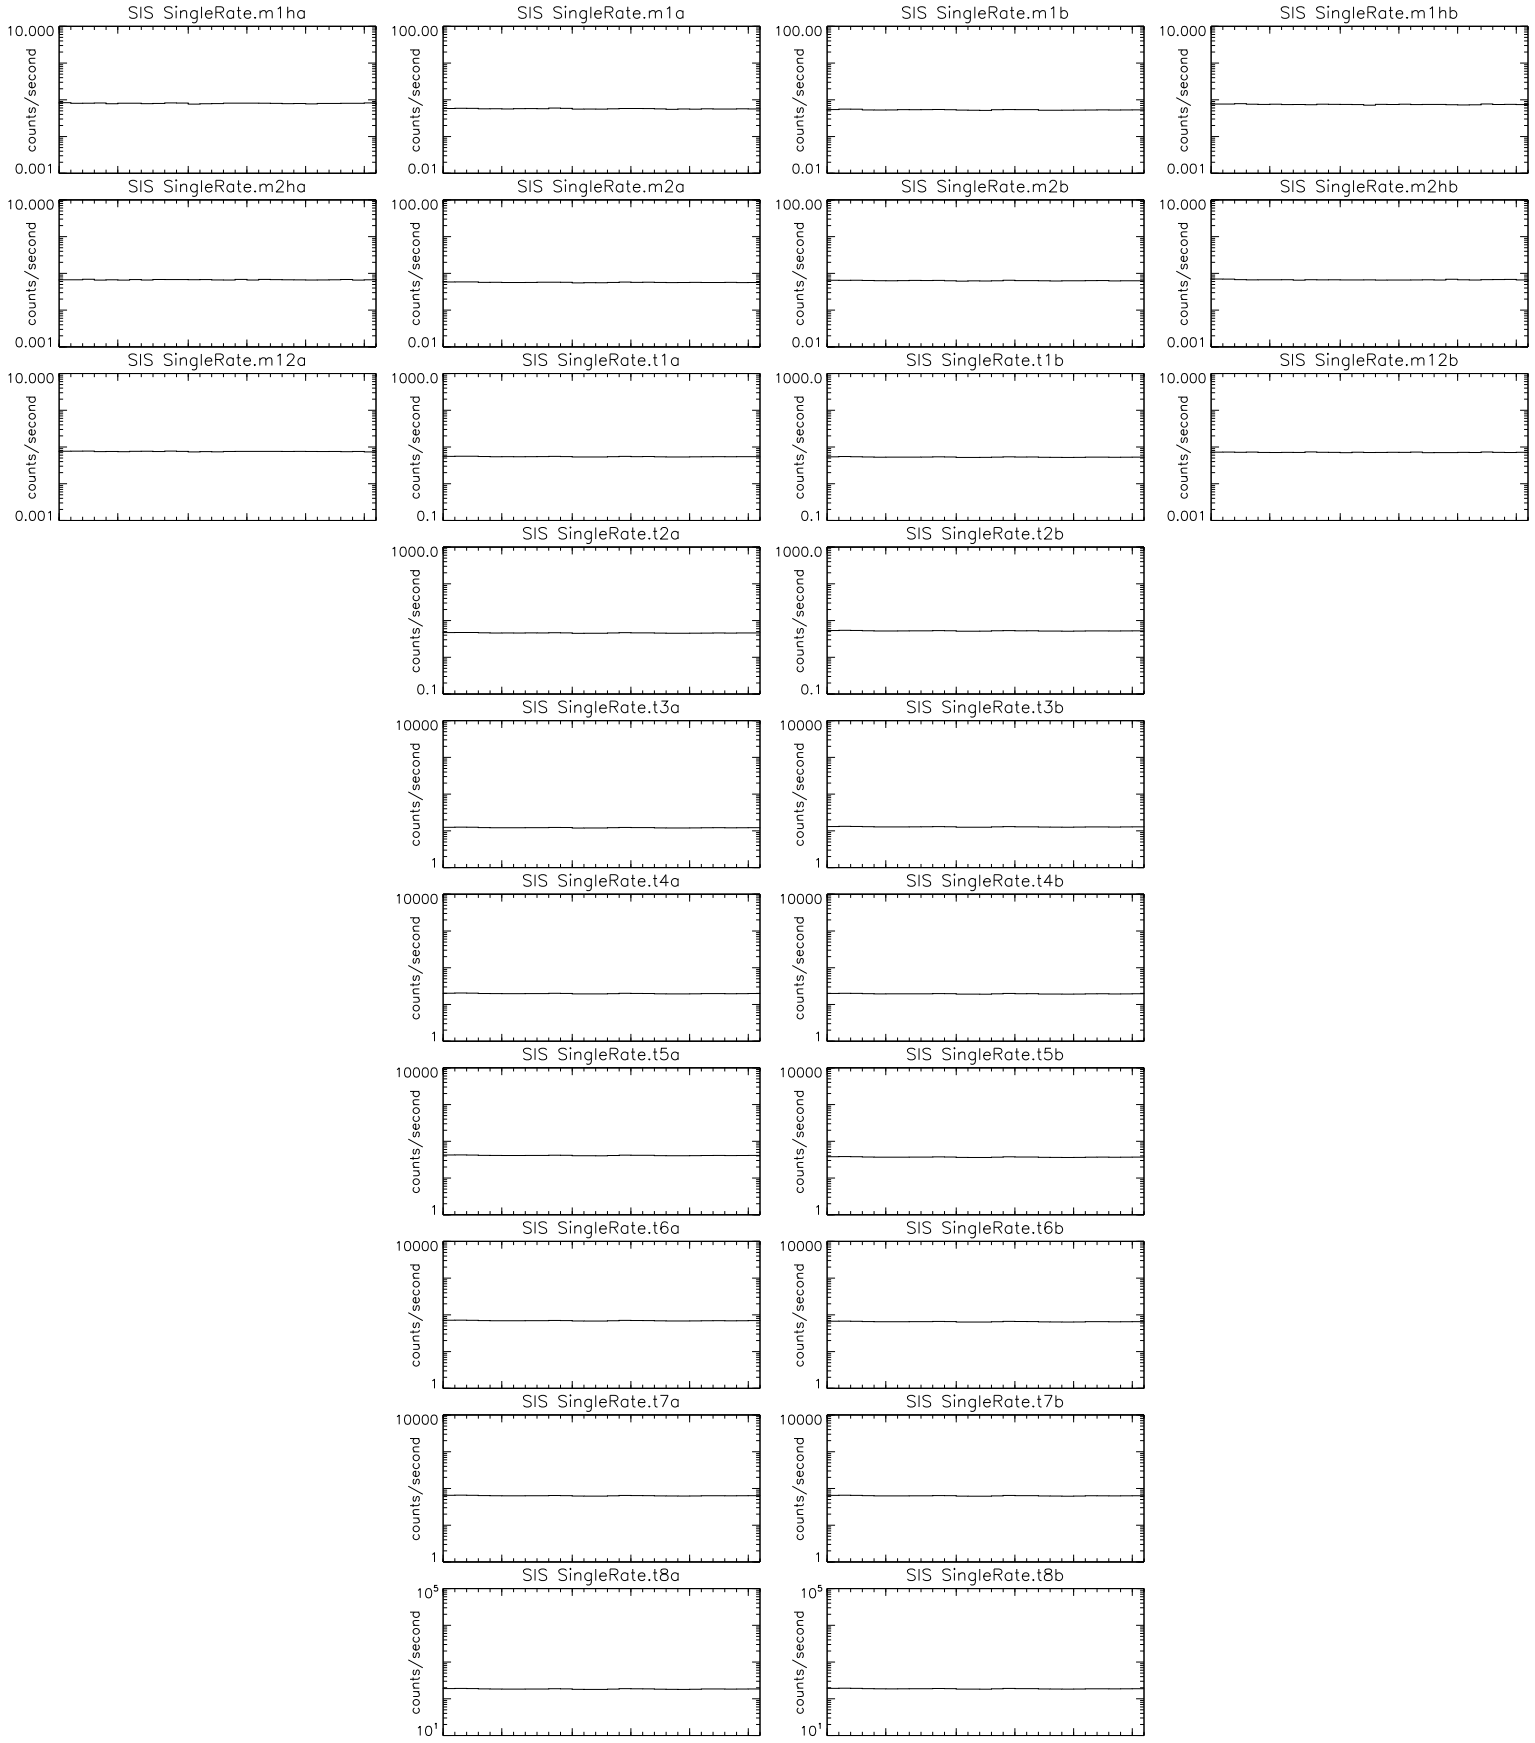 SIS SingleRate.m1ha
10.000
counts/second
0.001
SIS SingleRate.m1a
100.00
counts/second
0.01
SIS SingleRate.m1b
100.00
counts/second
0.01
SIS SingleRate.m1hb
10.000
counts/second
0.001
SIS SingleRate.m2ha
10.000
counts/second
0.001
SIS SingleRate.m2a
100.00
counts/second
0.01
SIS SingleRate.m2b
100.00
counts/second
0.01
SIS SingleRate.m2hb
10.000
counts/second
0.001
SIS SingleRate.m12a
10.000
counts/second
0.001
SIS SingleRate.t1a
1000.0
counts/second
0.1
SIS SingleRate.t1b
1000.0
counts/second
0.1
SIS SingleRate.m12b
10.000
counts/second
0.001
SIS SingleRate.t2a
1000.0
counts/second
0.1
SIS SingleRate.t2b
1000.0
counts/second
0.1
SIS SingleRate.t3a
10000
counts/second
1
SIS SingleRate.t3b
10000
counts/second
1
SIS SingleRate.t4a
10000
counts/second
1
SIS SingleRate.t4b
10000
counts/second
1
SIS SingleRate.t5a
10000
counts/second
1
SIS SingleRate.t5b
10000
counts/second
1
SIS SingleRate.t6a
10000
counts/second
1
SIS SingleRate.t6b
10000
counts/second
1
SIS SingleRate.t7a
10000
counts/second
1
SIS SingleRate.t7b
10000
counts/second
1
SIS SingleRate.t8a
10⁵
counts/second
10¹
SIS SingleRate.t8b
10⁵
counts/second
10¹